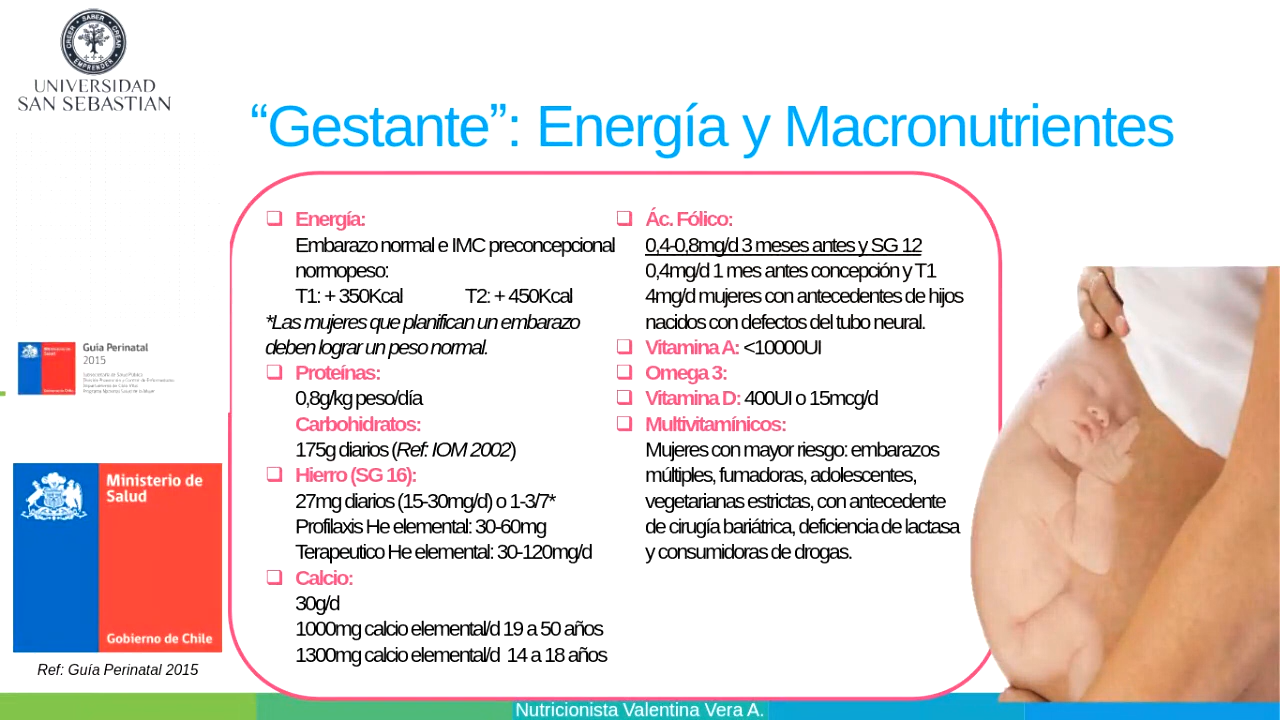 CREER SABER CREAR
EMPRENDER
UNIVERSIDAD
SAN SEBASTIAN
“Gestante”: Energía y Macronutrientes
❑ Energía:
Embarazo normal e IMC preconcepcional
normopeso:
T1: + 350Kcal T2: + 450Kcal
*Las mujeres que planifican un embarazo
deben lograr un peso normal.
❑ Proteínas:
0,8g/kg peso/día
Carbohidratos:
175g diarios (Ref: IOM 2002)
❑ Hierro (SG 16):
27mg diarios (15-30mg/d) o 1-3/7*
Profilaxis He elemental: 30-60mg
Terapeutico He elemental: 30-120mg/d
❑ Calcio:
30g/d
1000mg calcio elemental/d 19 a 50 años
1300mg calcio elemental/d 14 a 18 años
❑ Ác. Fólico:
0,4-0,8mg/d 3 meses antes y SG 12
0,4mg/d 1 mes antes concepción y T1
4mg/d mujeres con antecedentes de hijos
nacidos con defectos del tubo neural.
❑ Vitamina A: <10000UI
❑ Omega 3:
❑ Vitamina D: 400UI o 15mcg/d
❑ Multivitamínicos:
Mujeres con mayor riesgo: embarazos
múltiples, fumadoras, adolescentes,
vegetarianas estrictas, con antecedente
de cirugía bariátrica, deficiencia de lactasa
y consumidoras de drogas.
Guía Perinatal
2015
Ministerio de
Salud
Gobierno de Chile
Ref: Guía Perinatal 2015
Nutricionista Valentina Vera A.